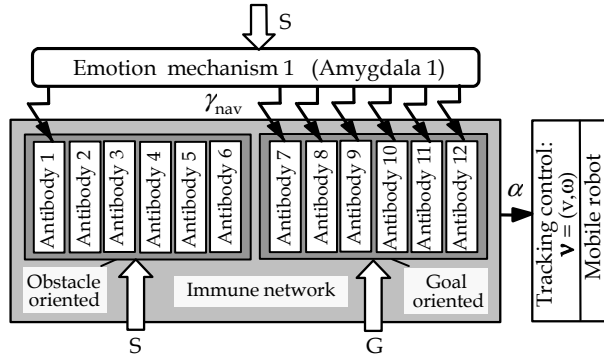 S
Emotion mechanism 1 (Amygdala 1)
γnav
Antibody 1
Antibody 2
Antibody 3
Antibody 4
Antibody 5
Antibody 6
Antibody 7
Antibody 8
Antibody 9
Antibody 10
Antibody 11
Antibody 12
α
Tracking control:
ν = (v,ω)
Mobile robot
Obstacle
oriented
Immune network
Goal
oriented
S
G